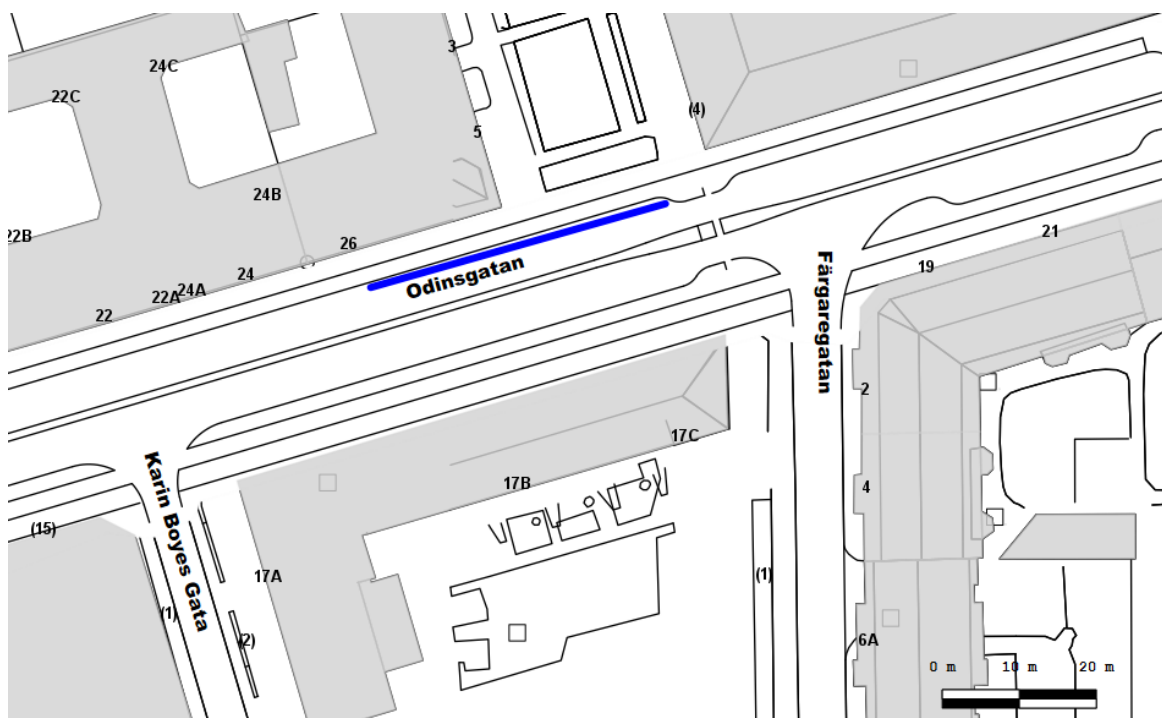 3
24C
22C
(4)
5
24B
22B
26
24
24A
22A
22
Odinsgatan
Färgaregatan
21
19
2
17C
17B
4
Karin Boyes Gata
(15)
17A
(1)
(1)
(2)
6A
0 m 10 m 20 m